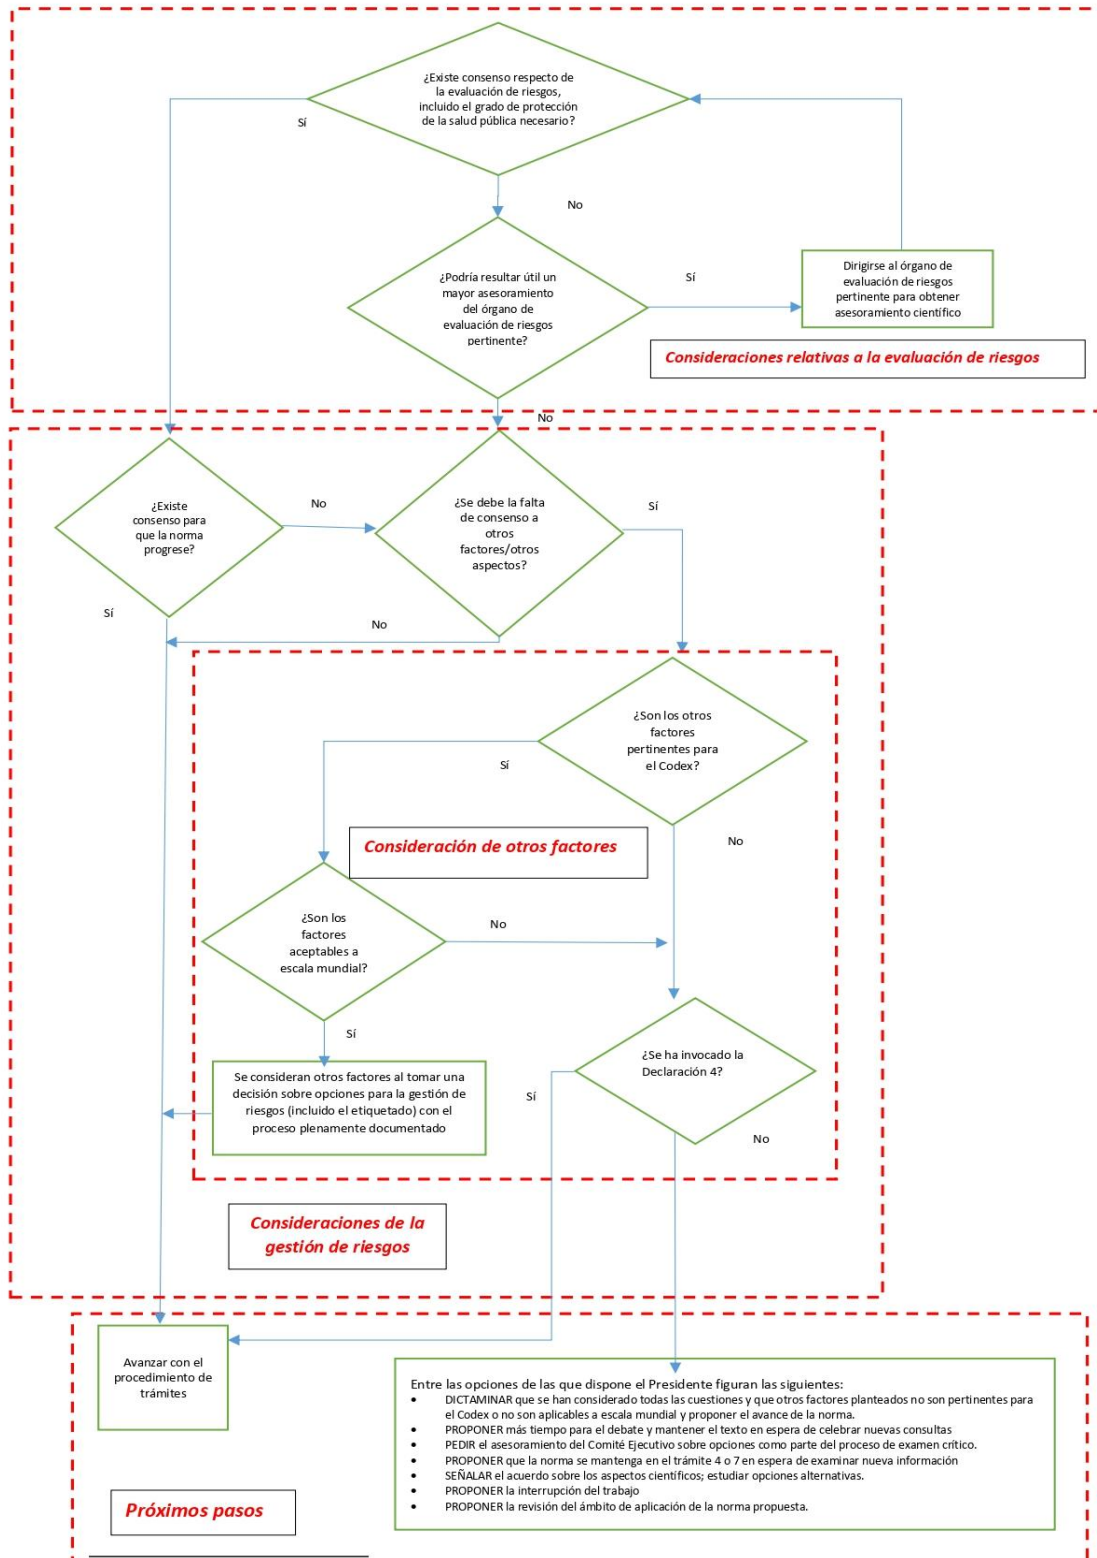 ¿Existe consenso respecto de
la evaluación de riesgos,
incluido el grado de protección
de la salud pública necesario?
Sí
No
¿Podría resultar útil un
mayor asesoramiento
del órgano de
evaluación de riesgos
pertinente?
Sí
Dirigirse al órgano de
evaluación de riesgos
pertinente para obtener
asesoramiento científico
Consideraciones relativas a la evaluación de riesgos
No
¿Existe
consenso para
que la norma
progrese?
No
¿Se debe la falta
de consenso a
otros
factores/otros
aspectos?
Sí
Sí
No
¿Son los otros
factores
pertinentes para
el Codex?
Sí
No
Consideración de otros factores
¿Son los
factores
aceptables a
escala mundial?
No
Sí
Se consideran otros factores al tomar una
decisión sobre opciones para la gestión de
riesgos (incluido el etiquetado) con el
proceso plenamente documentado
¿Se ha invocado la
Declaración 4?
Sí
No
Consideraciones de la
gestión de riesgos
Avanzar con el
procedimiento de
trámites
Entre las opciones de las que dispone el Presidente figuran las siguientes:
• DICTAMINAR que se han considerado todas las cuestiones y que otros factores planteados no son pertinentes para
el Codex o no son aplicables a escala mundial y proponer el avance de la norma.
• PROPONER más tiempo para el debate y mantener el texto en espera de celebrar nuevas consultas
• PEDIR el asesoramiento del Comité Ejecutivo sobre opciones como parte del proceso de examen crítico.
• PROPONER que la norma se mantenga en el trámite 4 o 7 en espera de examinar nueva información
• SEÑALAR el acuerdo sobre los aspectos científicos; estudiar opciones alternativas.
• PROPONER la interrupción del trabajo
• PROPONER la revisión del ámbito de aplicación de la norma propuesta.
Próximos pasos